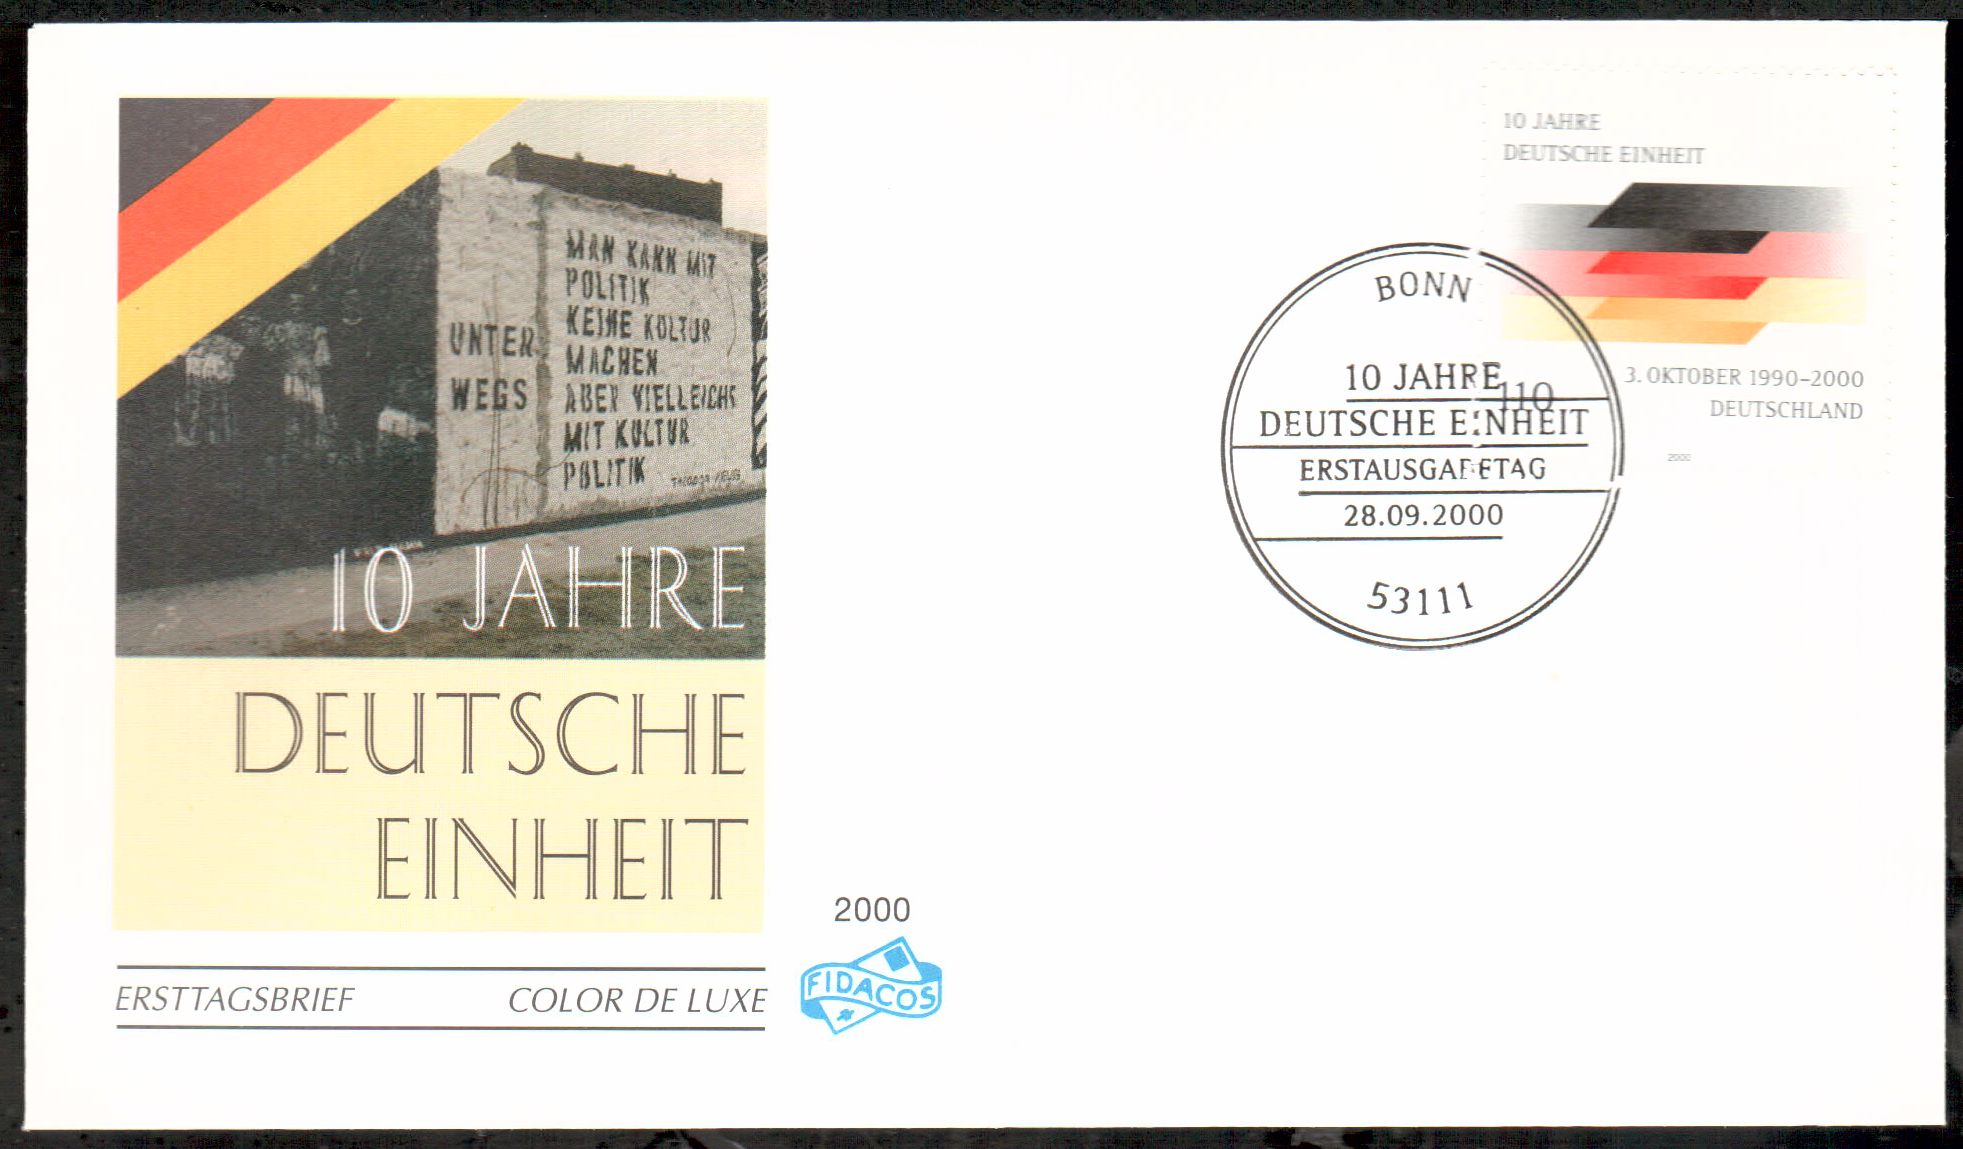 UNTER
WEGS
MAN KANN MIT
POLITIK
KEINE KULTUR
MACHEN
ABER VIELLEICHT
MIT KULTUR
POLITIK
10 JAHRE
DEUTSCHE
EINHEIT
ERSTTAGSBRIEF COLOR DE LUXE
2000
FIDACOS
BONN
10 JAHRE
DEUTSCHE EINHEIT
ERSTAUSGABETAG
28.09.2000
53111
10 JAHRE
DEUTSCHE EINHEIT
110
3. OKTOBER 1990–2000
DEUTSCHLAND
2000